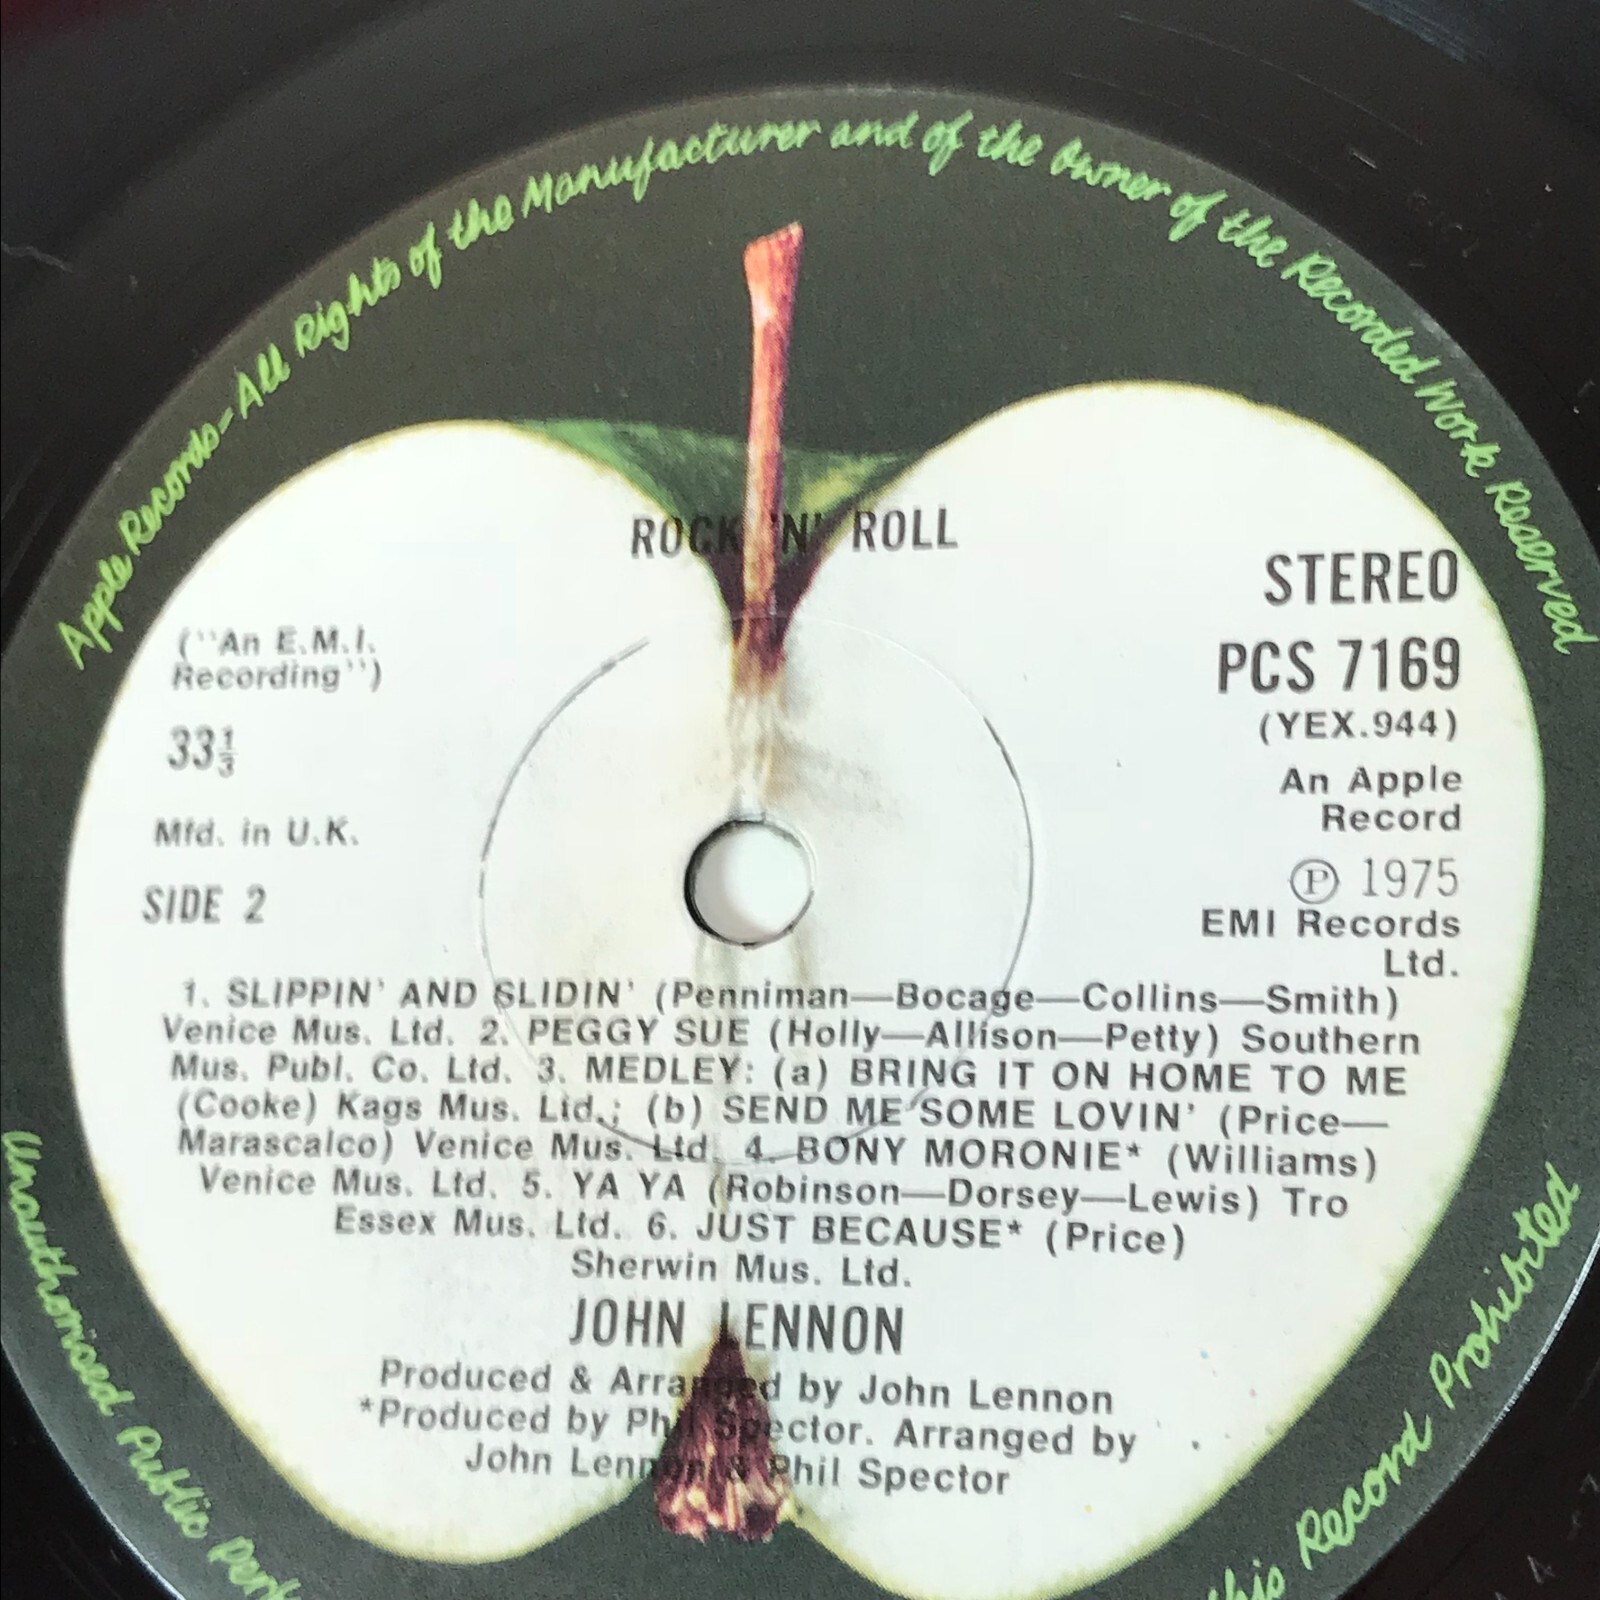 Apple Records-All Rights of the Manufacturer and of the Owner of the Recorded Work Reserved
ROCK 'N' ROLL
STEREO
PCS 7169
(YEX.944)
An Apple
Record
Ⓟ 1975
EMI Records
Ltd.
(''An E.M.I.
Recording'')
33⅓
Mfd. in U.K.
SIDE 2
1. SLIPPIN' AND SLIDIN' (Penniman—Bocage—Collins—Smith)
Venice Mus. Ltd. 2. PEGGY SUE (Holly—Allison—Petty) Southern
Mus. Publ. Co. Ltd. 3. MEDLEY: (a) BRING IT ON HOME TO ME
(Cooke) Kags Mus. Ltd.; (b) SEND ME SOME LOVIN' (Price—
Marascalco) Venice Mus. Ltd. 4. BONY MORONIE* (Williams)
Venice Mus. Ltd. 5. YA YA (Robinson—Dorsey—Lewis) Tro
Essex Mus. Ltd. 6. JUST BECAUSE* (Price)
Sherwin Mus. Ltd.
JOHN LENNON
Produced & Arranged by John Lennon
*Produced by Phil Spector. Arranged by
John Lennon & Phil Spector
Unauthorised Public
this Record Prohibited